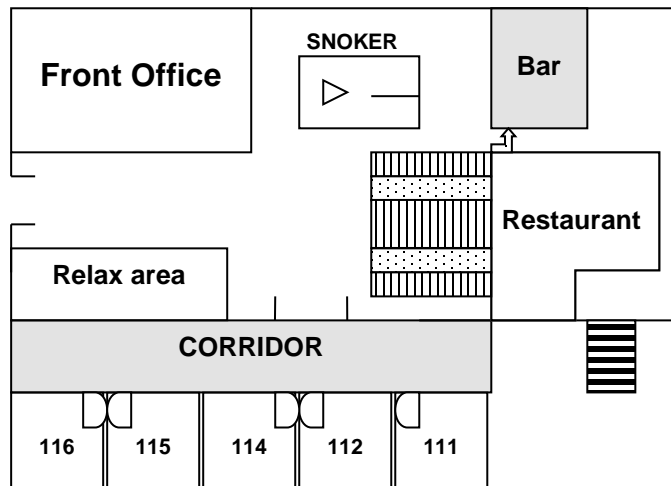 SNOKER
Bar
Front Office
Restaurant
Relax area
CORRIDOR
116 115 114 112 111